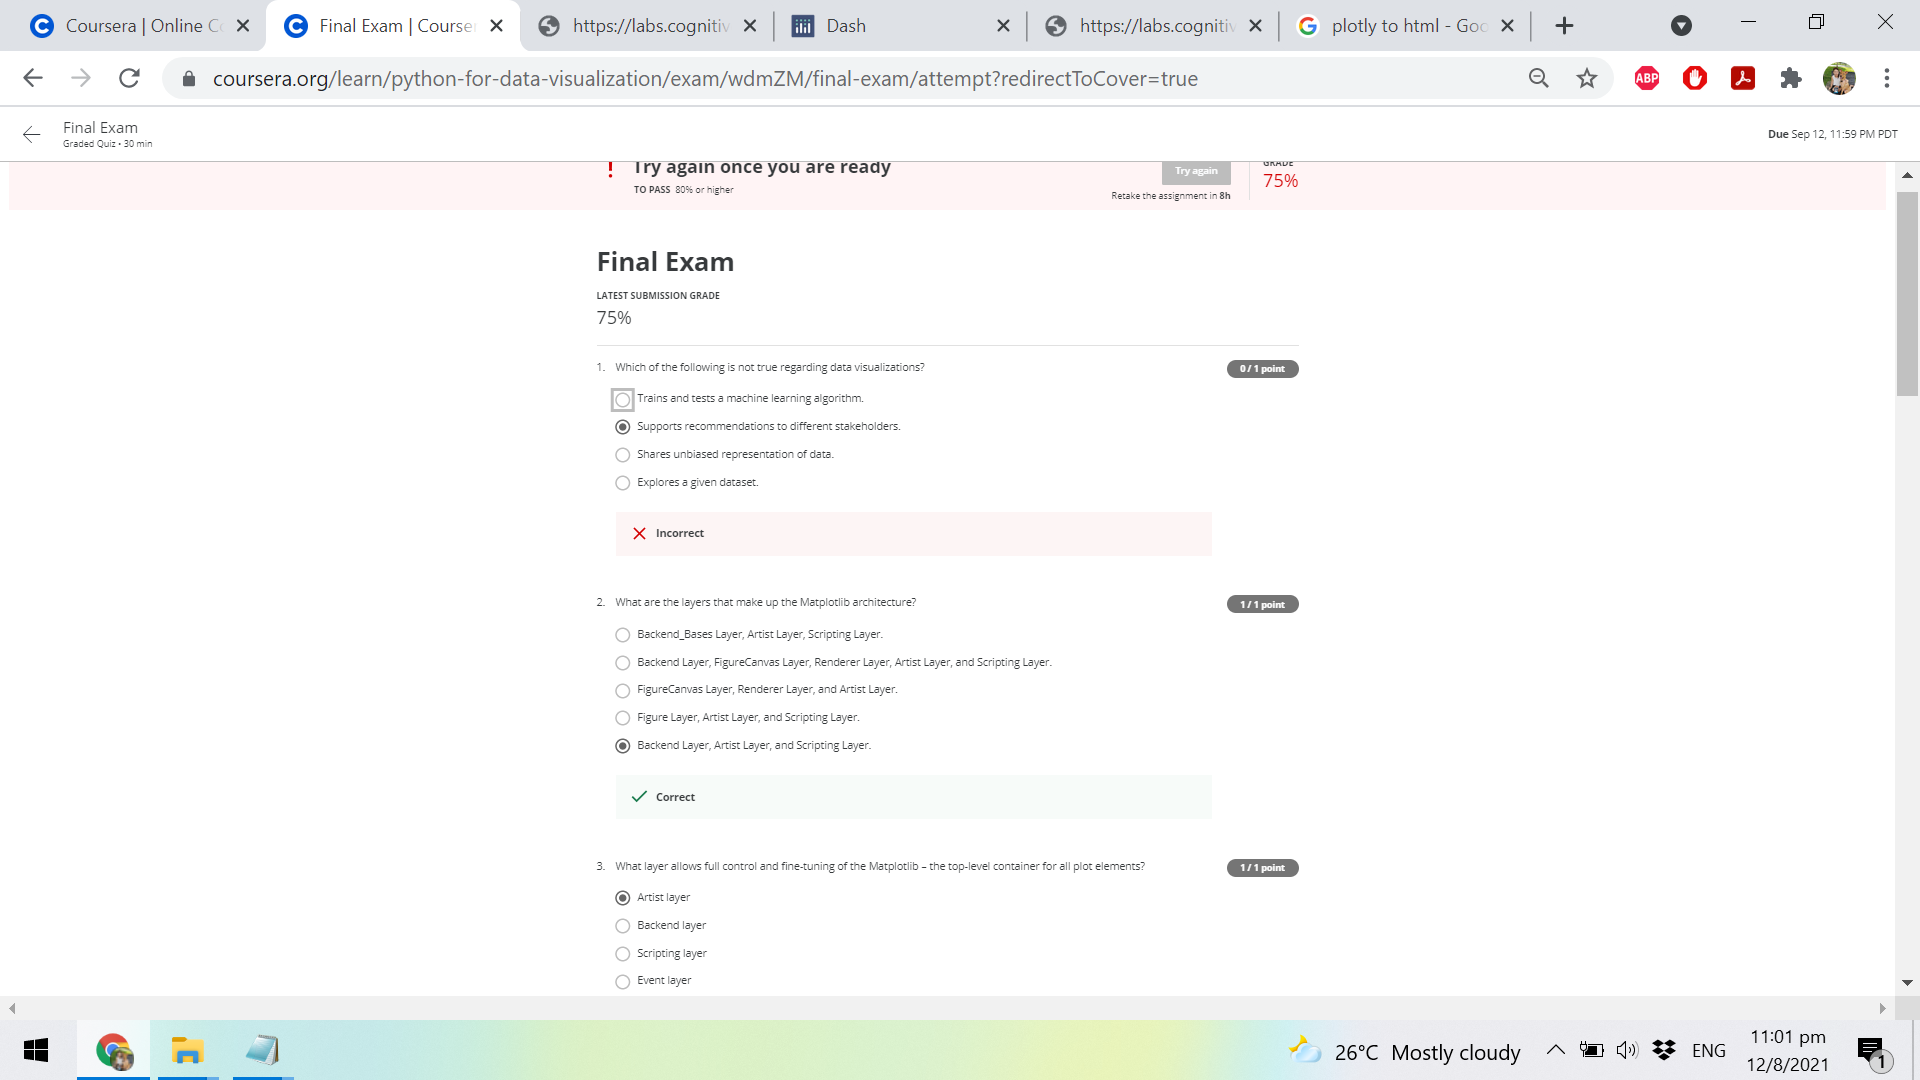 Coursera | Online C
Final Exam | Courser
https://labs.cognitiv
Dash
https://labs.cognitiv
plotly to html - Goo
coursera.org/learn/python-for-data-visualization/exam/wdmZM/final-exam/attempt?redirectToCover=true
ABP
Final Exam
Graded Quiz • 30 min
Due Sep 12, 11:59 PM PDT
Try again once you are ready
TO PASS 80% or higher
Try again
Retake the assignment in 8h
GRADE
75%
Final Exam
LATEST SUBMISSION GRADE
75%
1. Which of the following is not true regarding data visualizations?
0 / 1 point
Trains and tests a machine learning algorithm.
Supports recommendations to different stakeholders.
Shares unbiased representation of data.
Explores a given dataset.
Incorrect
2. What are the layers that make up the Matplotlib architecture?
1 / 1 point
Backend_Bases Layer, Artist Layer, Scripting Layer.
Backend Layer, FigureCanvas Layer, Renderer Layer, Artist Layer, and Scripting Layer.
FigureCanvas Layer, Renderer Layer, and Artist Layer.
Figure Layer, Artist Layer, and Scripting Layer.
Backend Layer, Artist Layer, and Scripting Layer.
Correct
3. What layer allows full control and fine-tuning of the Matplotlib – the top-level container for all plot elements?
1 / 1 point
Artist layer
Backend layer
Scripting layer
Event layer
26°C Mostly cloudy
ENG
11:01 pm
12/8/2021
1